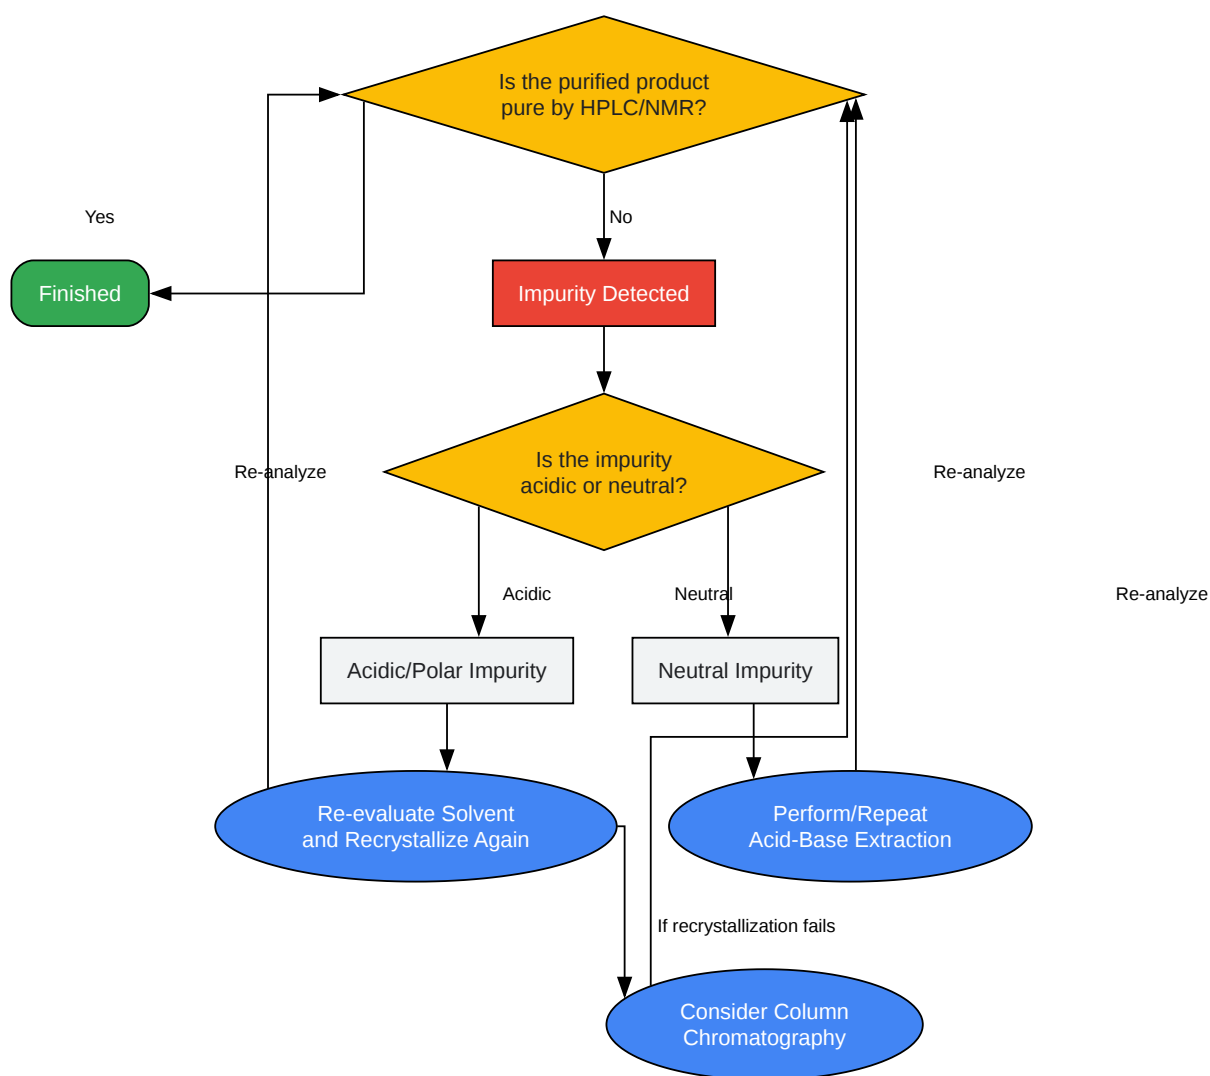 Is the purified product
pure by HPLC/NMR?
Yes
No
Finished
Impurity Detected
Re-analyze
Is the impurity
acidic or neutral?
Re-analyze
Acidic
Neutral
Re-analyze
Acidic/Polar Impurity
Neutral Impurity
Re-evaluate Solvent
and Recrystallize Again
Perform/Repeat
Acid-Base Extraction
If recrystallization fails
Consider Column
Chromatography